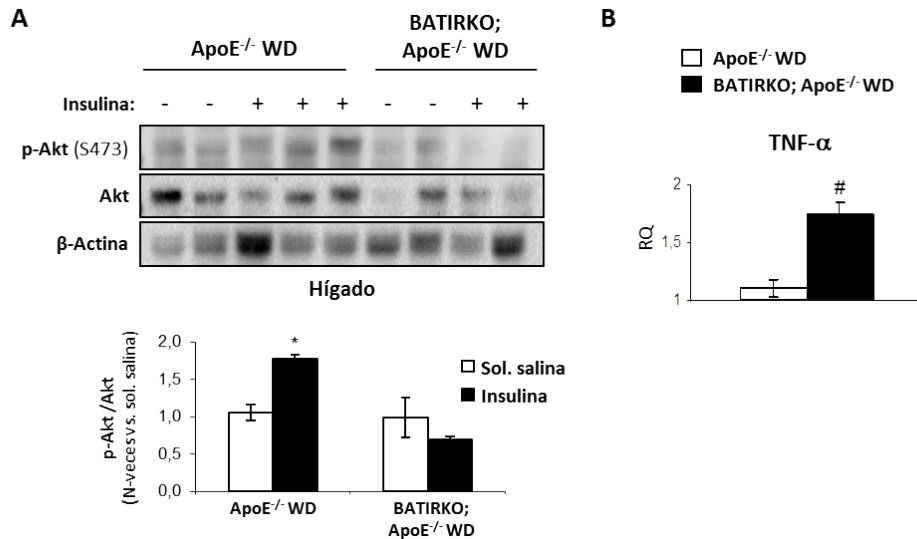 A
ApoE-/- WD
BATIRKO;
ApoE-/- WD
Insulina: - - + + + - - + +
p-Akt (S473)
Akt
β-Actina
Hígado
p-Akt /Akt
(N-veces vs. sol. salina)
2,0
1,5
1,0
0,5
0,0
*
Sol. salina
Insulina
ApoE-/- WD
BATIRKO;
ApoE-/- WD
B
ApoE-/- WD
BATIRKO; ApoE-/- WD
TNF-α
RQ
2
1,5
1
#